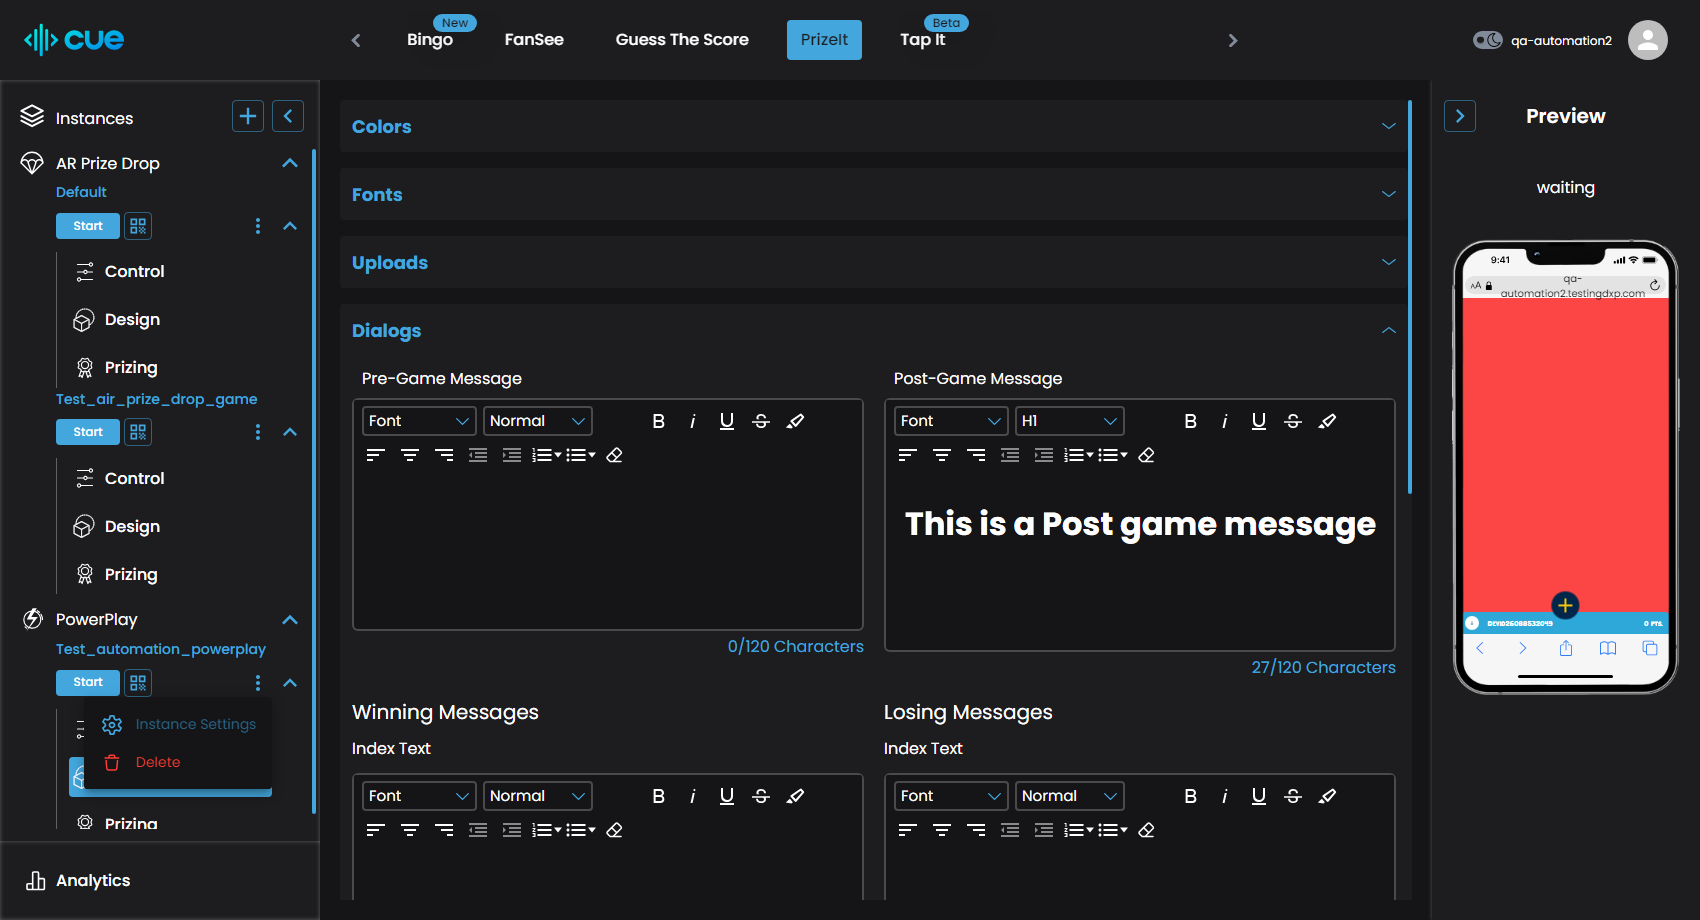 cue
New
Bingo
FanSee
Guess The Score
PrizeIt
Beta
Tap It
qa-automation2
Instances
AR Prize Drop
Default
Start
Control
Design
Prizing
Test_air_prize_drop_game
Start
Control
Design
Prizing
PowerPlay
Test_automation_powerplay
Start
Instance Settings
Delete
Prizing
Analytics
Colors
Fonts
Uploads
Dialogs
Pre-Game Message
Font Normal B i U S
0/120 Characters
Post-Game Message
Font H1 B i U S
This is a Post game message
27/120 Characters
Winning Messages
Index Text
Font Normal B i U S
Losing Messages
Index Text
Font Normal B i U S
Preview
waiting
9:41
AA
qa-
automation2.testingdxp.com
0 PTS.